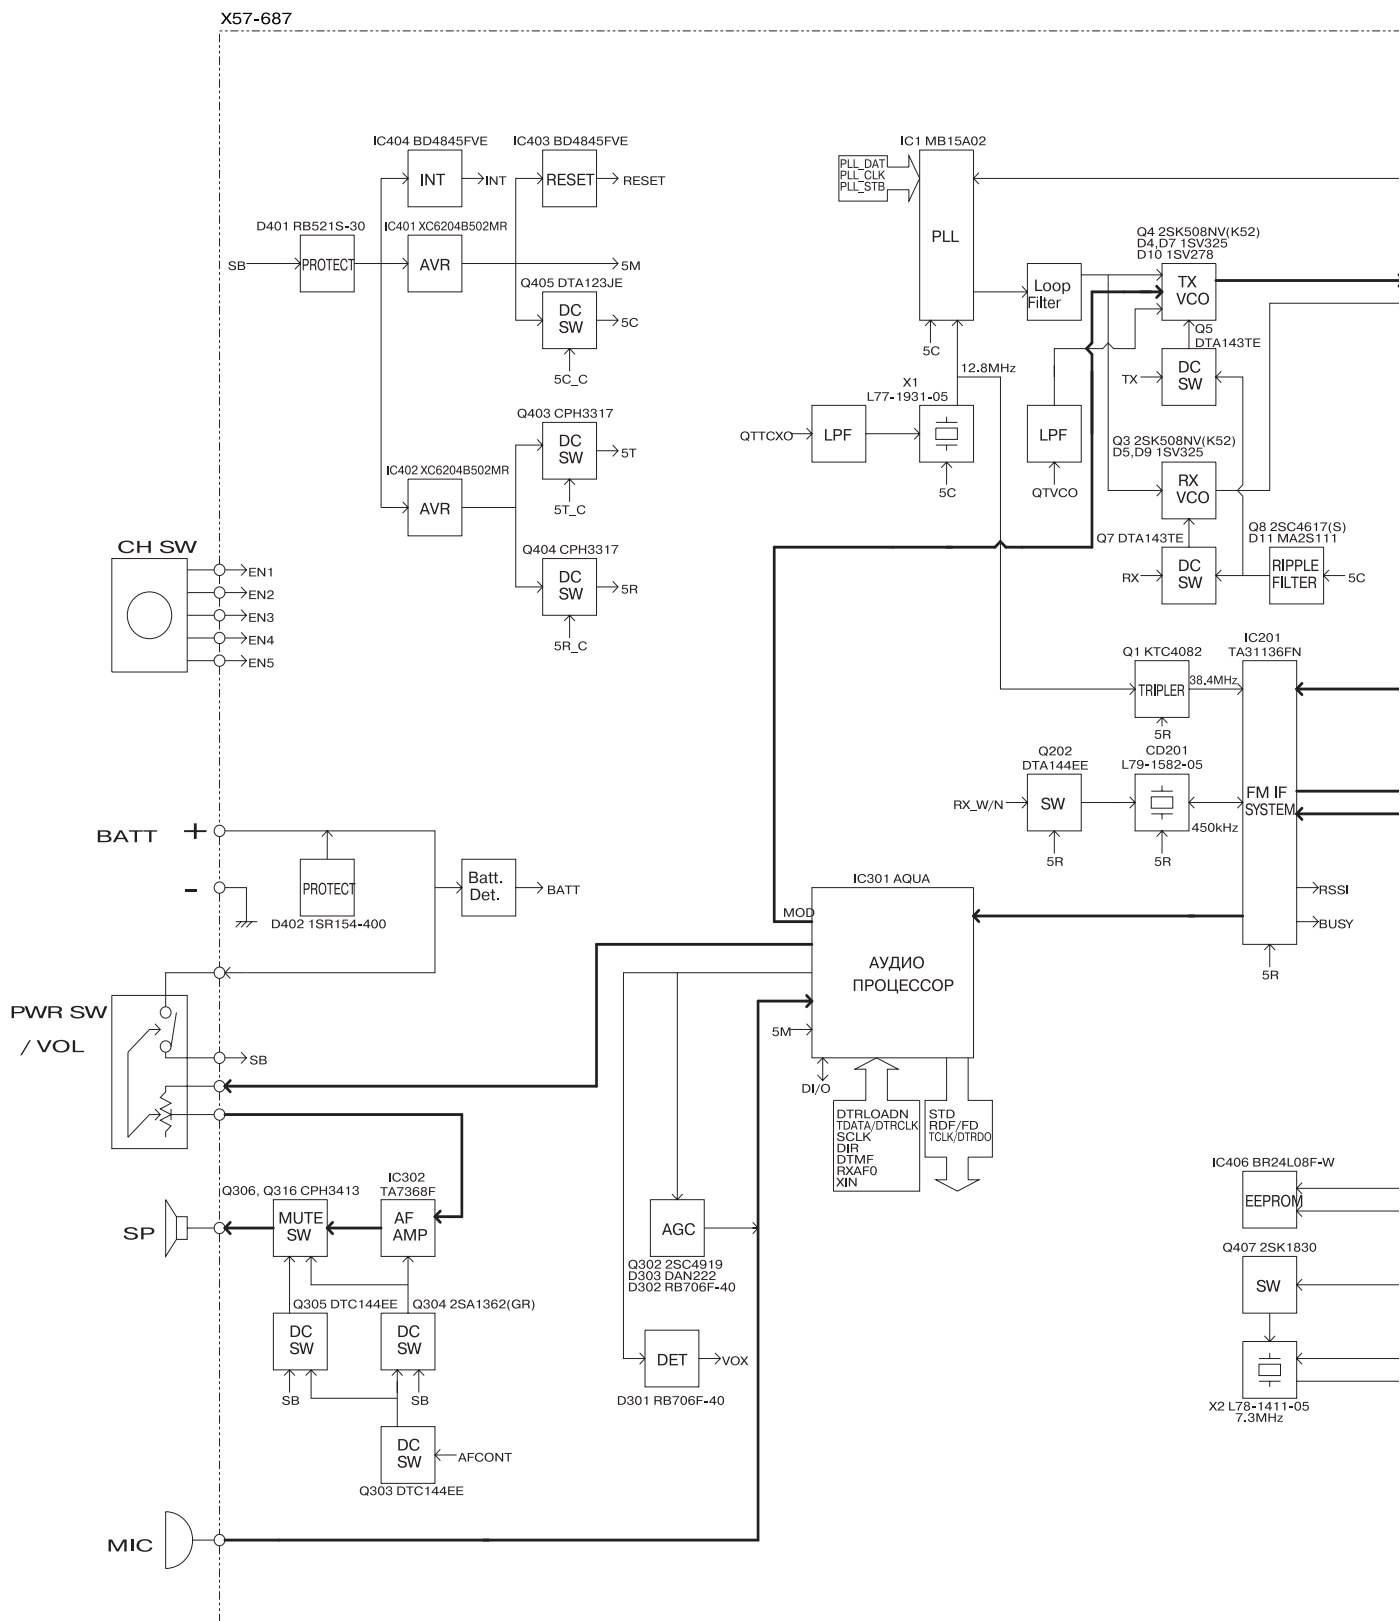 X57-687
IC404 BD4845FVE
INT
INT
IC403 BD4845FVE
RESET
RESET
D401 RB521S-30
SB
PROTECT
IC401 XC6204B502MR
AVR
5M
Q405 DTA123JE
DC
SW
5C
5C_C
Q403 CPH3317
DC
SW
5T
5T_C
IC402 XC6204B502MR
AVR
Q404 CPH3317
DC
SW
5R
5R_C
IC1 MB15A02
PLL_DAT
PLL_CLK
PLL_STB
PLL
5C
12.8MHz
Loop
Filter
Q4 2SK508NV(K52)
D4,D7 1SV325
D10 1SV278
TX
VCO
Q5
DTA143TE
TX
DC
SW
X1
L77-1931-05
QTTCXO
LPF
5C
LPF
QTVCO
Q3 2SK508NV(K52)
D5,D9 1SV325
RX
VCO
Q7 DTA143TE
RX
DC
SW
Q8 2SC4617(S)
D11 MA2S111
RIPPLE
FILTER
5C
CH SW
EN1
EN2
EN3
EN4
EN5
Q1 KTC4082
TRIPLER
38.4MHz
5R
IC201
TA31136FN
FM IF
SYSTEM
Q202
DTA144EE
RX_W/N
SW
5R
CD201
L79-1582-05
450kHz
5R
RSSI
BUSY
5R
BATT
+
-
PROTECT
D402 1SR154-400
Batt.
Det.
BATT
PWR SW
/ VOL
SB
IC301 AQUA
MOD
АУДИО
ПРОЦЕССОР
5M
DI/O
DTRLOADN
TDATA/DTRCLK
SCLK
DIR
DTMF
RXAF0
XIN
STD
RDF/FD
TCLK/DTRDO
SP
Q306, Q316 CPH3413
MUTE
SW
IC302
TA7368F
AF
AMP
Q305 DTC144EE
DC
SW
SB
Q304 2SA1362(GR)
DC
SW
SB
DC
SW
AFCONT
Q303 DTC144EE
AGC
Q302 2SC4919
D303 DAN222
D302 RB706F-40
DET
VOX
D301 RB706F-40
IC406 BR24L08F-W
EEPROM
Q407 2SK1830
SW
X2 L78-1411-05
7.3MHz
MIC